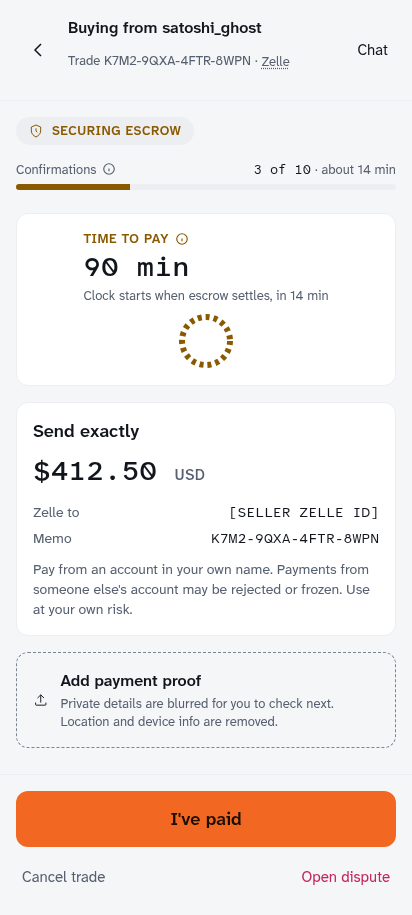 Buying from satoshi_ghost
Trade K7M2-9QXA-4FTR-8WPN · Zelle
Chat
SECURING ESCROW
Confirmations
3 of 10 · about 14 min
TIME TO PAY
90 min
Clock starts when escrow settles, in 14 min
Send exactly
$412.50 USD
Zelle to
[SELLER ZELLE ID]
Memo
K7M2-9QXA-4FTR-8WPN
Pay from an account in your own name. Payments from
someone else's account may be rejected or frozen. Use
at your own risk.
Add payment proof
Private details are blurred for you to check next.
Location and device info are removed.
I've paid
Cancel trade
Open dispute